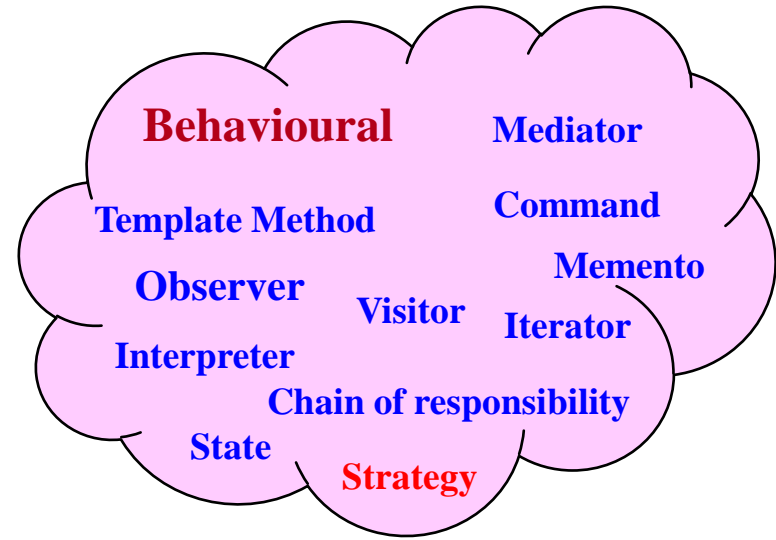 Behavioural
Mediator
Template Method
Command
Observer
Memento
Visitor
Iterator
Interpreter
Chain of responsibility
State
Strategy